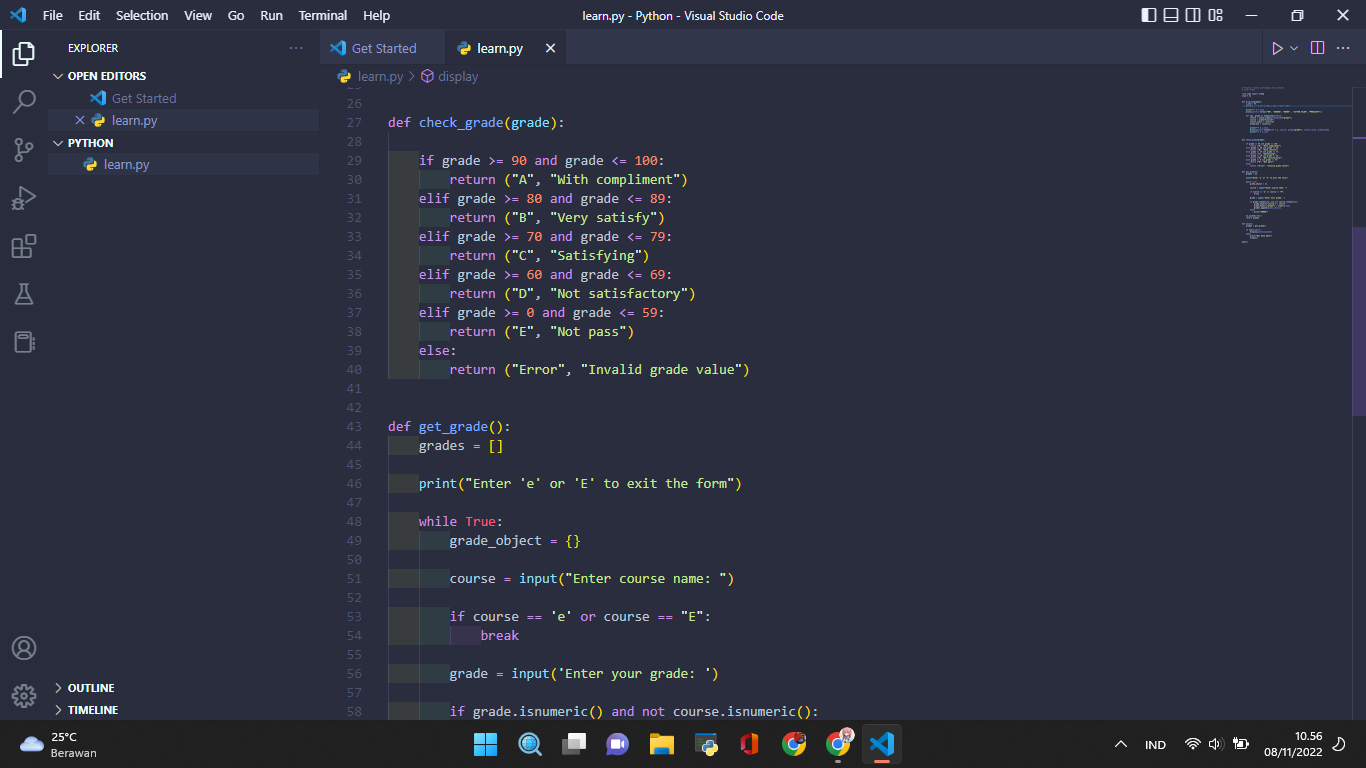 File Edit Selection View Go Run Terminal Help learn.py - Python - Visual Studio Code
EXPLORER
OPEN EDITORS
Get Started
learn.py
PYTHON
learn.py
OUTLINE
TIMELINE
Get Started learn.py
learn.py > display
26
27 def check_grade(grade):
28
29 if grade >= 90 and grade <= 100:
30 return ("A", "With compliment")
31 elif grade >= 80 and grade <= 89:
32 return ("B", "Very satisfy")
33 elif grade >= 70 and grade <= 79:
34 return ("C", "Satisfying")
35 elif grade >= 60 and grade <= 69:
36 return ("D", "Not satisfactory")
37 elif grade >= 0 and grade <= 59:
38 return ("E", "Not pass")
39 else:
40 return ("Error", "Invalid grade value")
41
42
43 def get_grade():
44 grades = []
45
46 print("Enter 'e' or 'E' to exit the form")
47
48 while True:
49 grade_object = {}
50
51 course = input("Enter course name: ")
52
53 if course == 'e' or course == "E":
54 break
55
56 grade = input('Enter your grade: ')
57
58 if grade.isnumeric() and not course.isnumeric():
25°C
Berawan
IND
10.56
08/11/2022